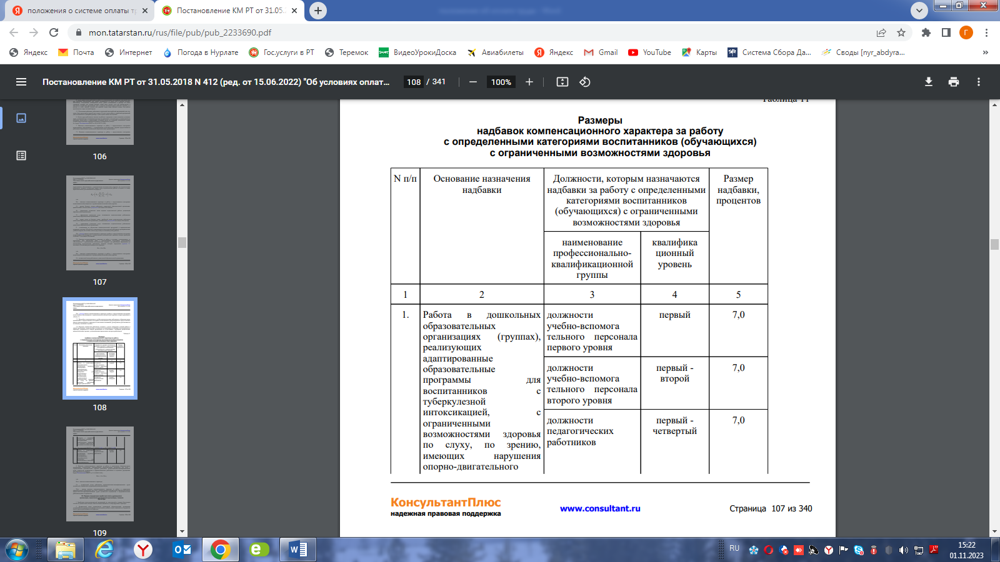 положения о системе оплаты тр
Постановление КМ РТ от 31.05.
mon.tatarstan.ru/rus/file/pub/pub_2233690.pdf
Г
Яндекс
Почта
Интернет
Погода в Нурлате
Гос.услуги в РТ
Теремок
ВидеоУрокиДоска
Авиабилеты
Яндекс
Gmail
YouTube
Карты
Система Сбора Да...
Своды [nyr_abdyra...
»
Постановление КМ РТ от 31.05.2018 N 412 (ред. от 15.06.2022) "Об условиях оплат...
108 / 341
100%
106
107
108
109
Таблица 11
Размеры
надбавок компенсационного характера за работу
с определенными категориями воспитанников (обучающихся)
с ограниченными возможностями здоровья
N п/п
Основание назначения
надбавки
Должности, которым назначаются
надбавки за работу с определенными
категориями воспитанников
(обучающихся) с ограниченными
возможностями здоровья
Размер
надбавки,
процентов
наименование
профессионально-
квалификационной
группы
квалифика
ционный
уровень
1
2
3
4
5
1.
Работа в дошкольных
образовательных
организациях (группах),
реализующих
адаптированные
образовательные
программы для
воспитанников с
туберкулезной
интоксикацией, с
ограниченными
возможностями здоровья
по слуху, по зрению,
имеющих нарушения
опорно-двигательного
должности
учебно-вспомога
тельного персонала
первого уровня
первый
7,0
должности
учебно-вспомога
тельного персонала
второго уровня
первый -
второй
7,0
должности
педагогических
работников
первый -
четвертый
7,0
КонсультантПлюс
надежная правовая поддержка
www.consultant.ru
Страница 107 из 340
RU
15:22
01.11.2023